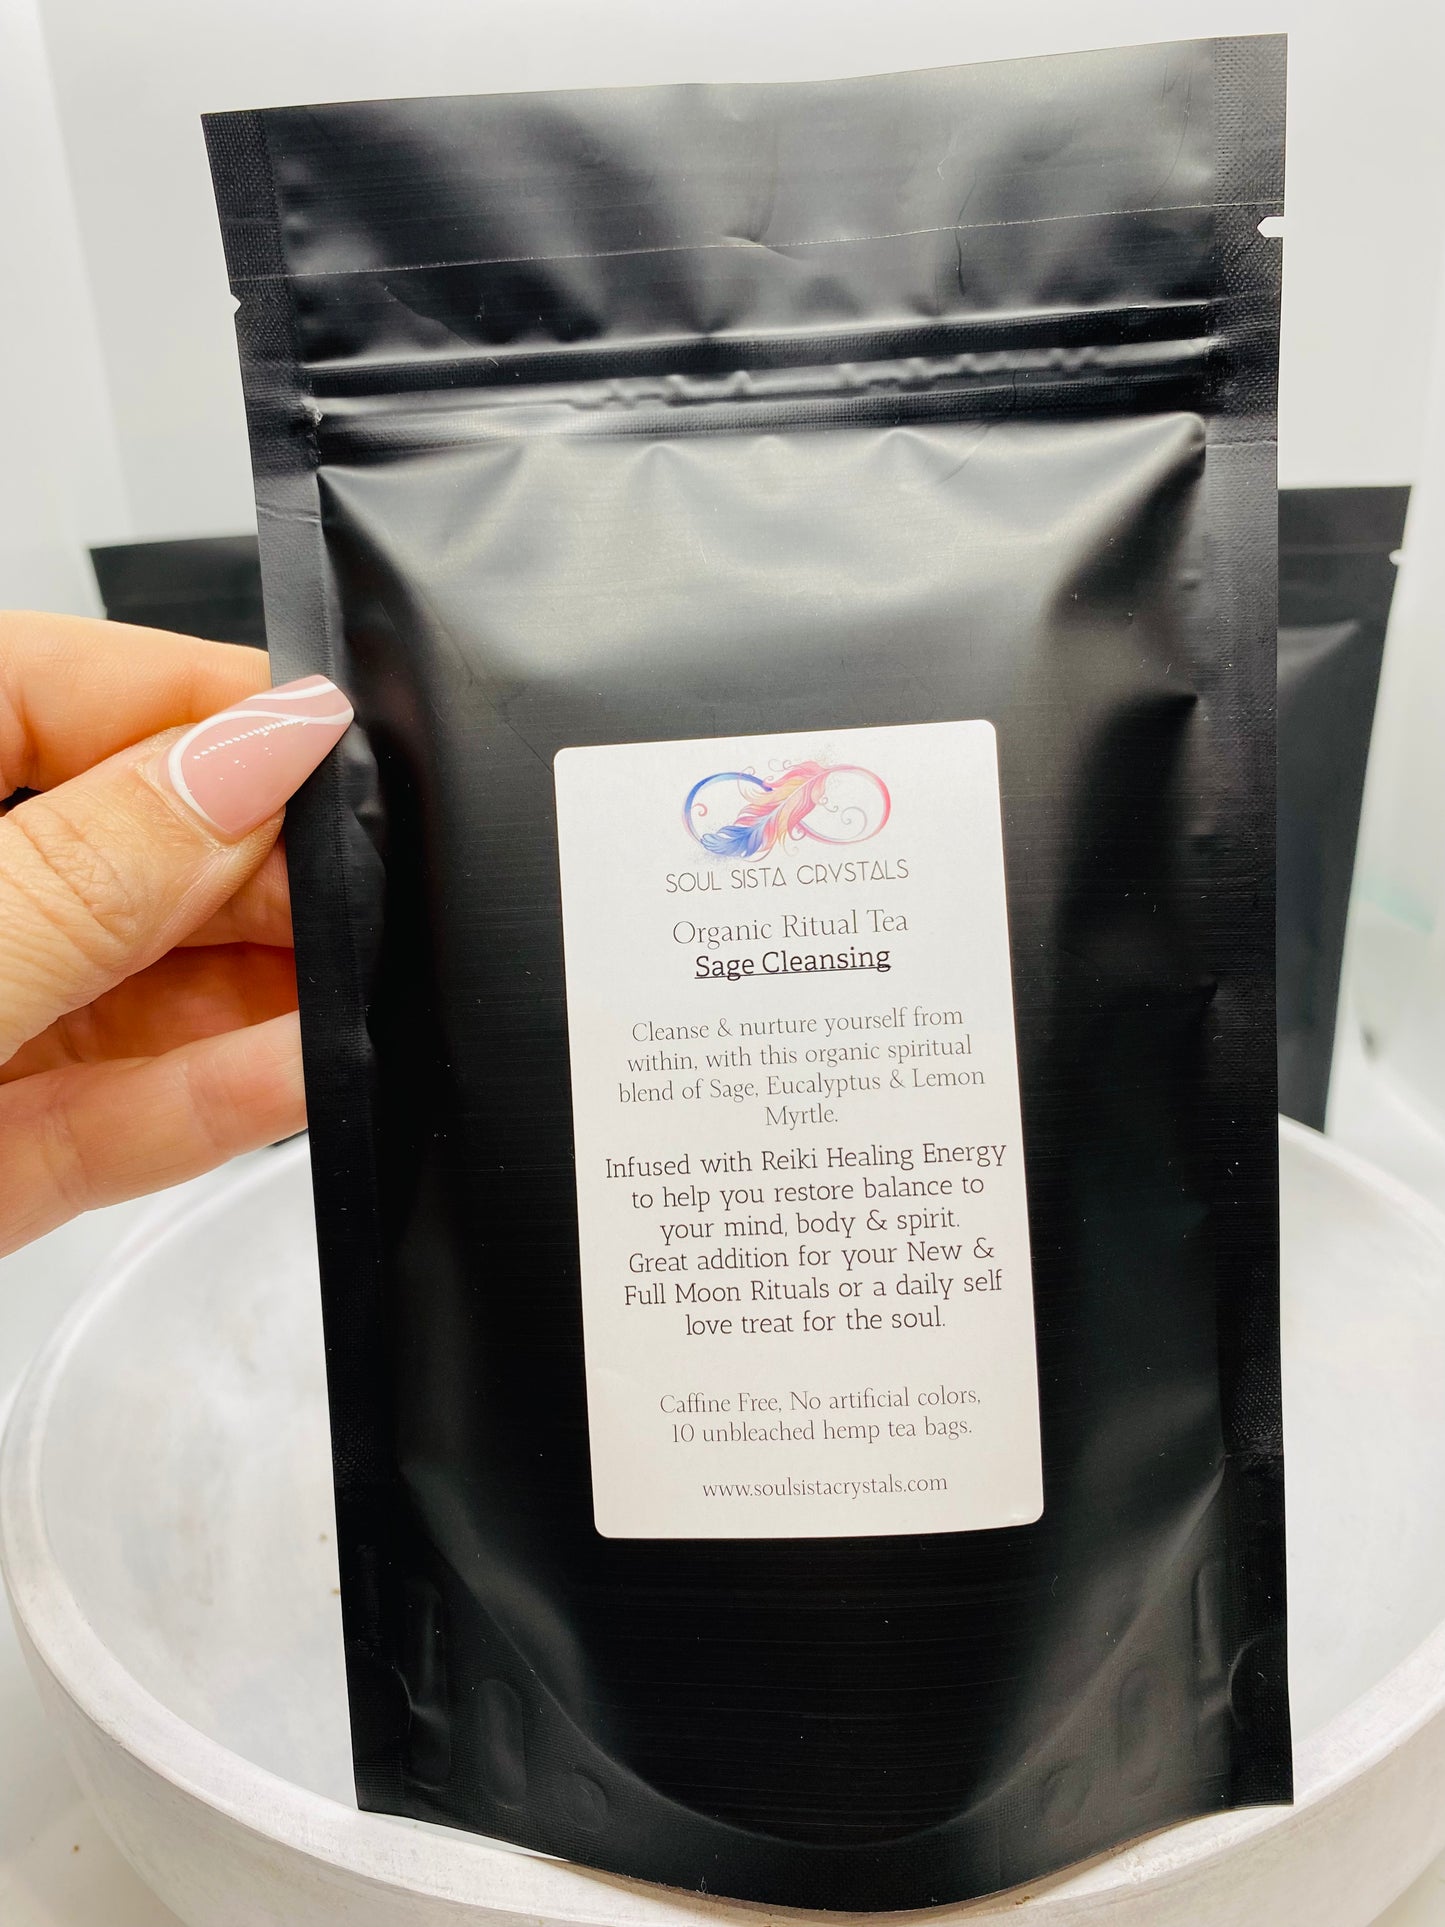 SOUL SISTA CRYSTALS
Organic Ritual Tea
Sage Cleansing
Cleanse & nurture yourself from
within, with this organic spiritual
blend of Sage, Eucalyptus & Lemon
Myrtle.
Infused with Reiki Healing Energy
to help you restore balance to
your mind, body & spirit.
Great addition for your New &
Full Moon Rituals or a daily self
love treat for the soul.
Caffine Free, No artificial colors,
10 unbleached hemp tea bags.
www.soulsistacrystals.com